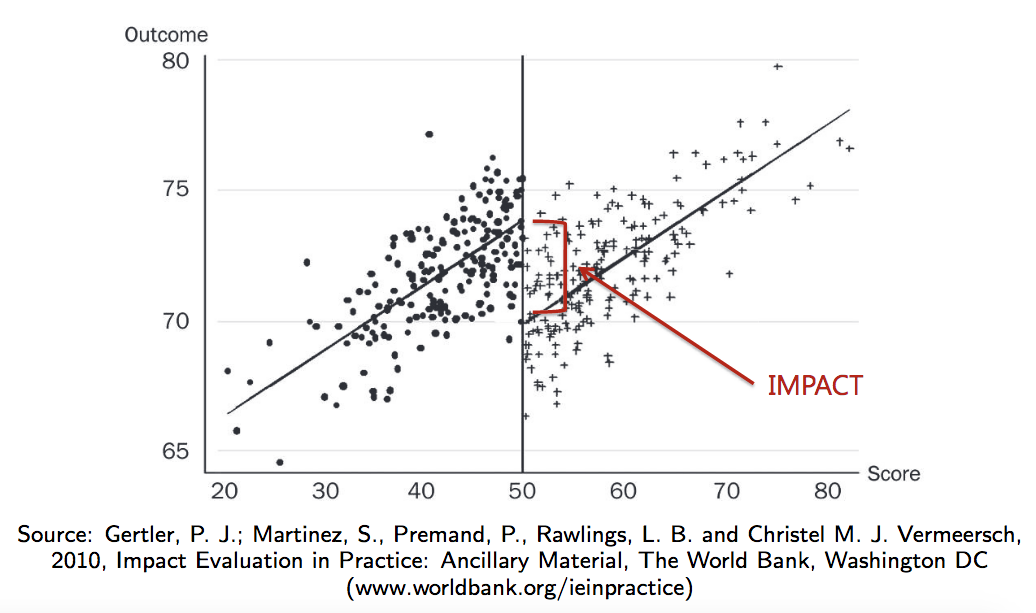 Outcome
80
75
70
65
IMPACT
Score
20 30 40 50 60 70 80
Source: Gertler, P. J.; Martinez, S., Premand, P., Rawlings, L. B. and Christel M. J. Vermeersch,
2010, Impact Evaluation in Practice: Ancillary Material, The World Bank, Washington DC
(www.worldbank.org/ieinpractice)